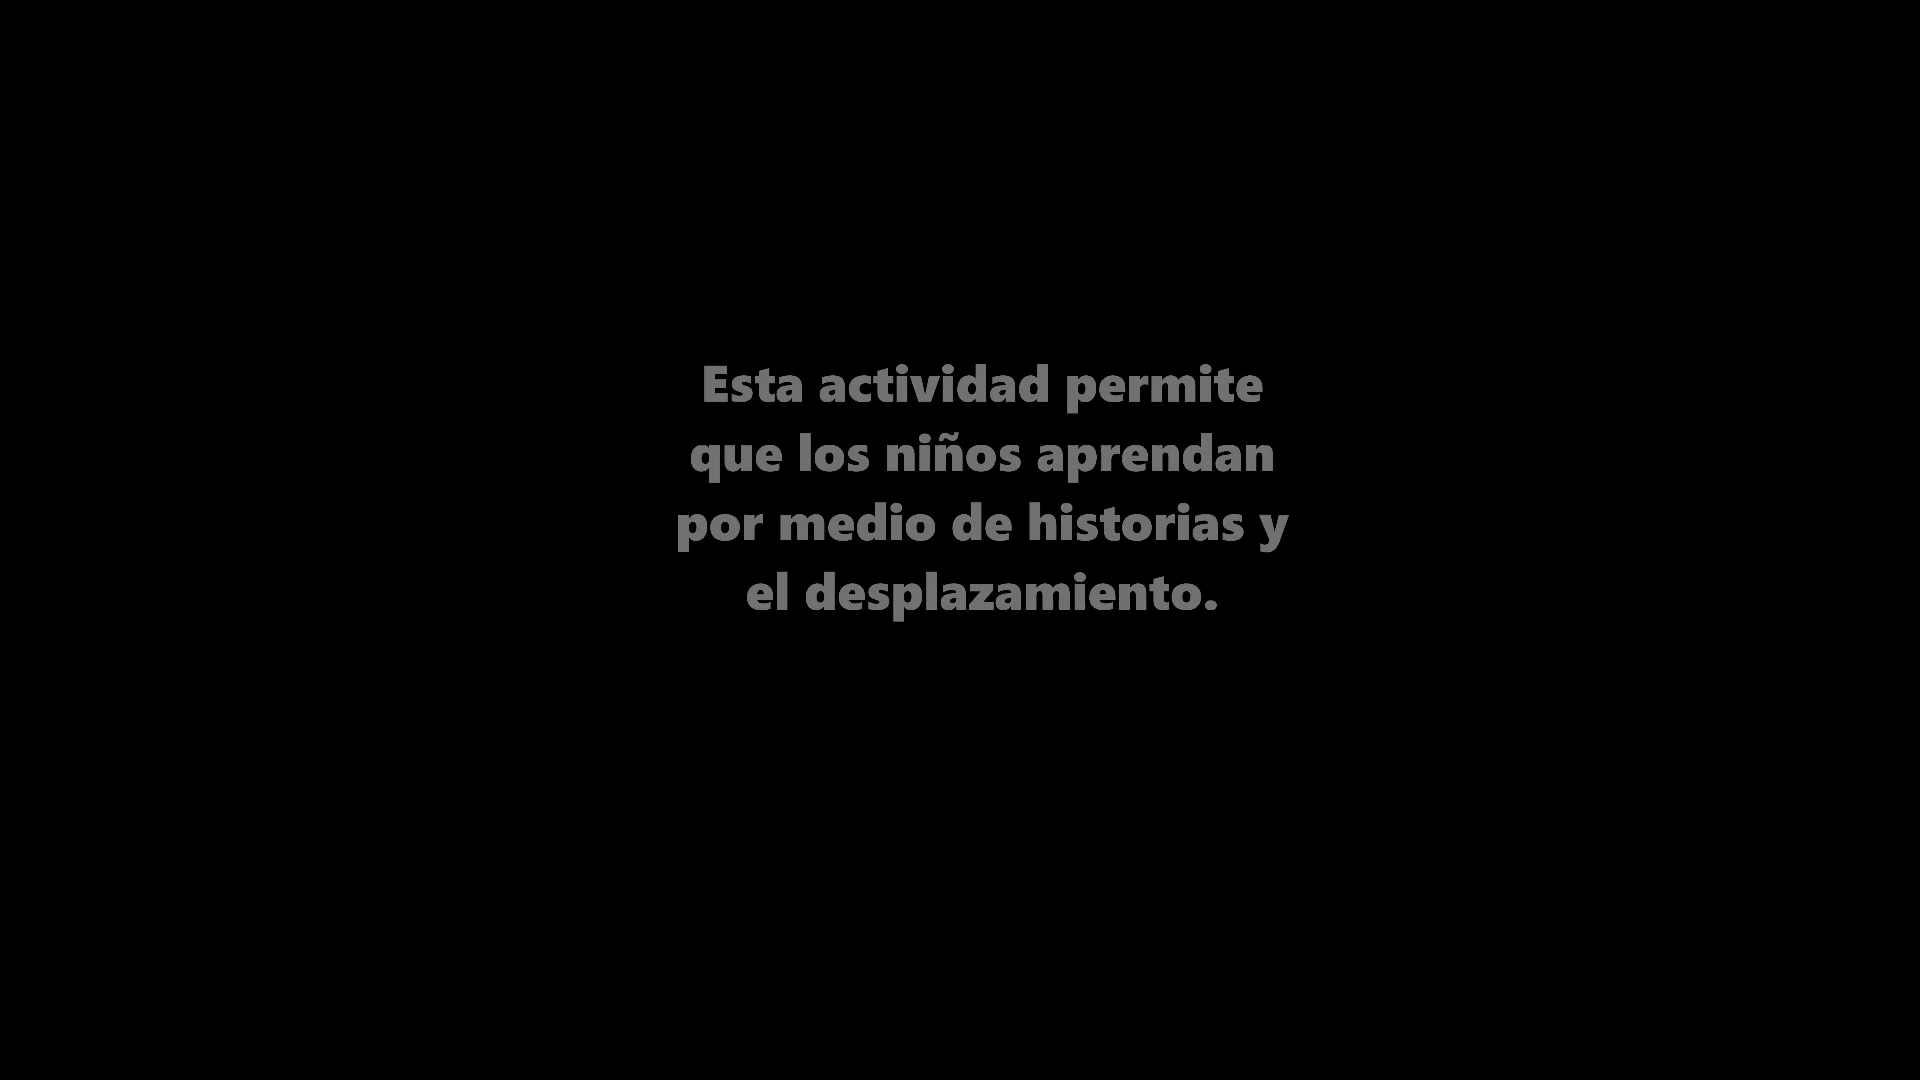 Esta actividad permite
que los niños aprendan
por medio de historias y
el desplazamiento.